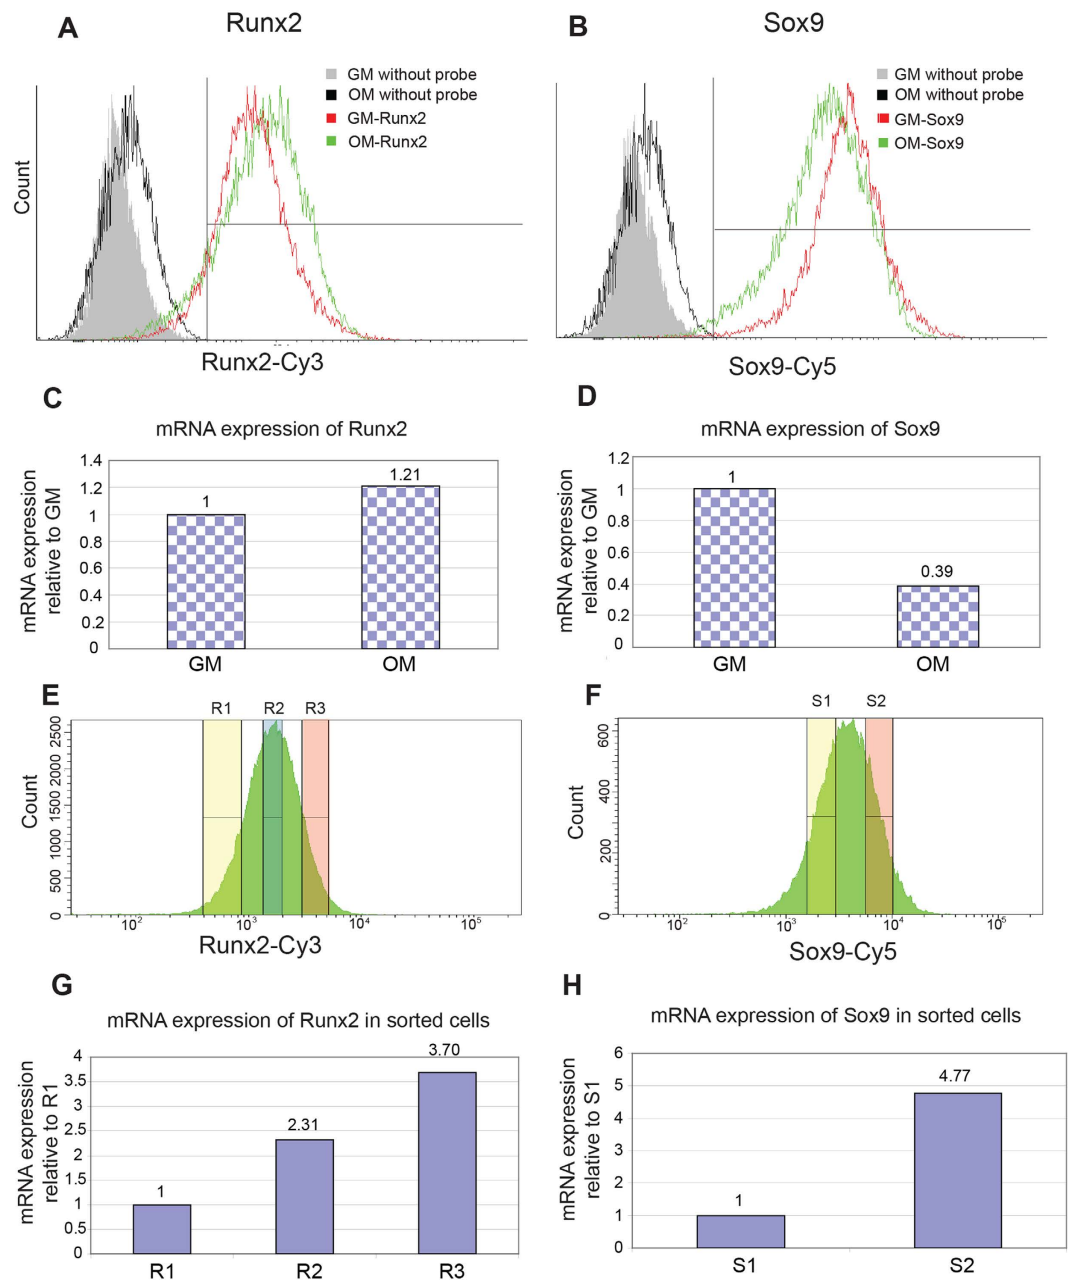 A
Runx2
GM without probe
OM without probe
GM-Runx2
OM-Runx2
Count
Runx2-Cy3
B
Sox9
GM without probe
OM without probe
GM-Sox9
OM-Sox9
Sox9-Cy5
C
mRNA expression of Runx2
mRNA expression
relative to GM
1.4
1.2
1
0.8
0.6
0.4
0.2
0
1
1.21
GM
OM
D
mRNA expression of Sox9
mRNA expression
relative to GM
1.2
1
0.8
0.6
0.4
0.2
0
1
0.39
GM
OM
E
R1 R2 R3
Count
2500
2000
1500
1000
500
0
10² 10³ 10⁴ 10⁵
Runx2-Cy3
F
S1 S2
Count
600
400
200
0
10² 10³ 10⁴ 10⁵
Sox9-Cy5
G
mRNA expression of Runx2 in sorted cells
mRNA expression
relative to R1
4
3.5
3
2.5
2
1.5
1
0.5
0
1
2.31
3.70
R1
R2
R3
H
mRNA expression of Sox9 in sorted cells
mRNA expression
relative to S1
6
5
4
3
2
1
0
1
4.77
S1
S2